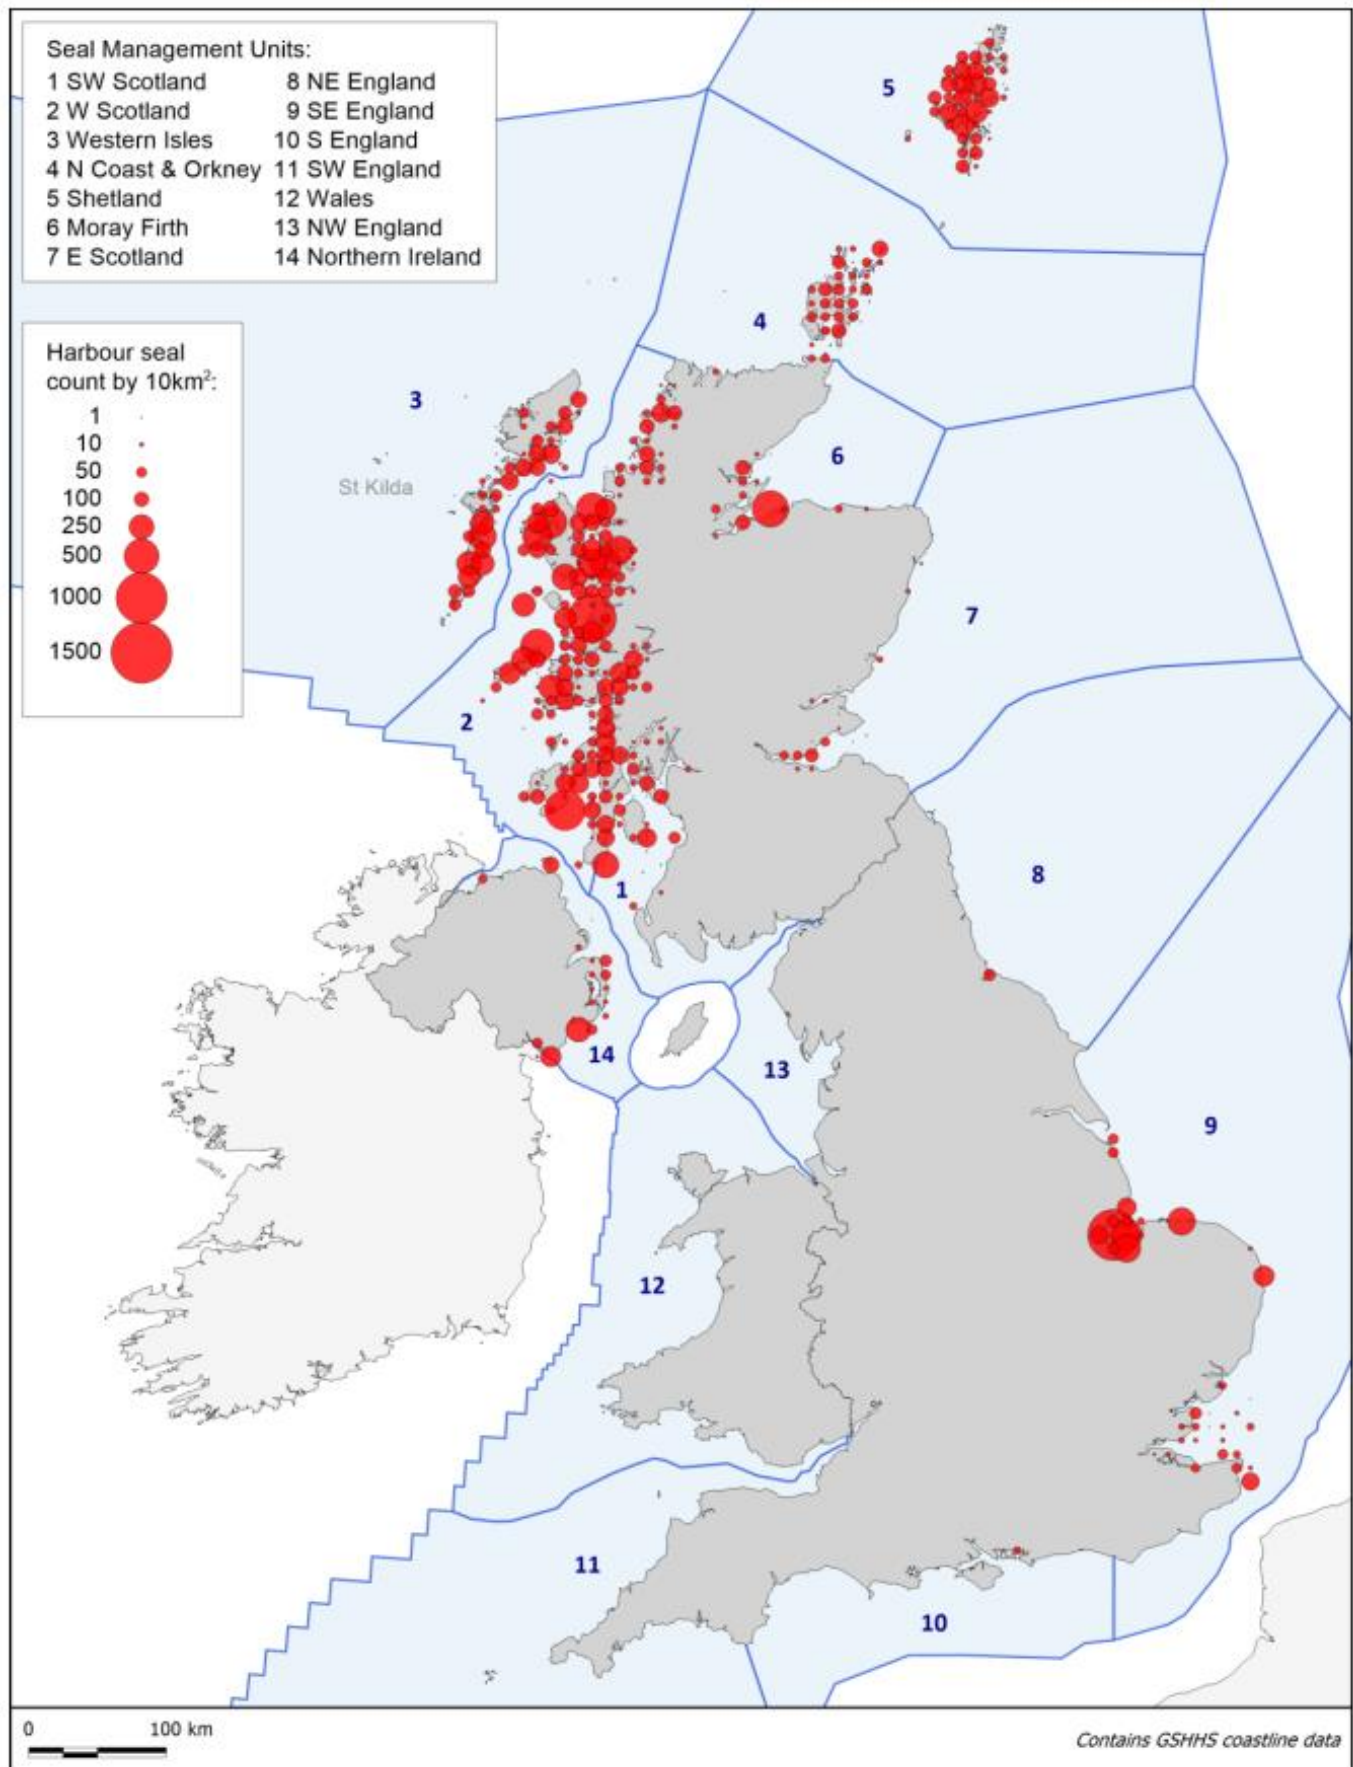 Seal Management Units:
1 SW Scotland 8 NE England
2 W Scotland 9 SE England
3 Western Isles 10 S England
4 N Coast & Orkney 11 SW England
5 Shetland 12 Wales
6 Moray Firth 13 NW England
7 E Scotland 14 Northern Ireland
5
Harbour seal
count by 10km²:
1
10
50
100
250
500
1000
1500
4
3
6
St Kilda
7
2
8
1
14
13
9
12
11
10
0 100 km
Contains GSHHS coastline data